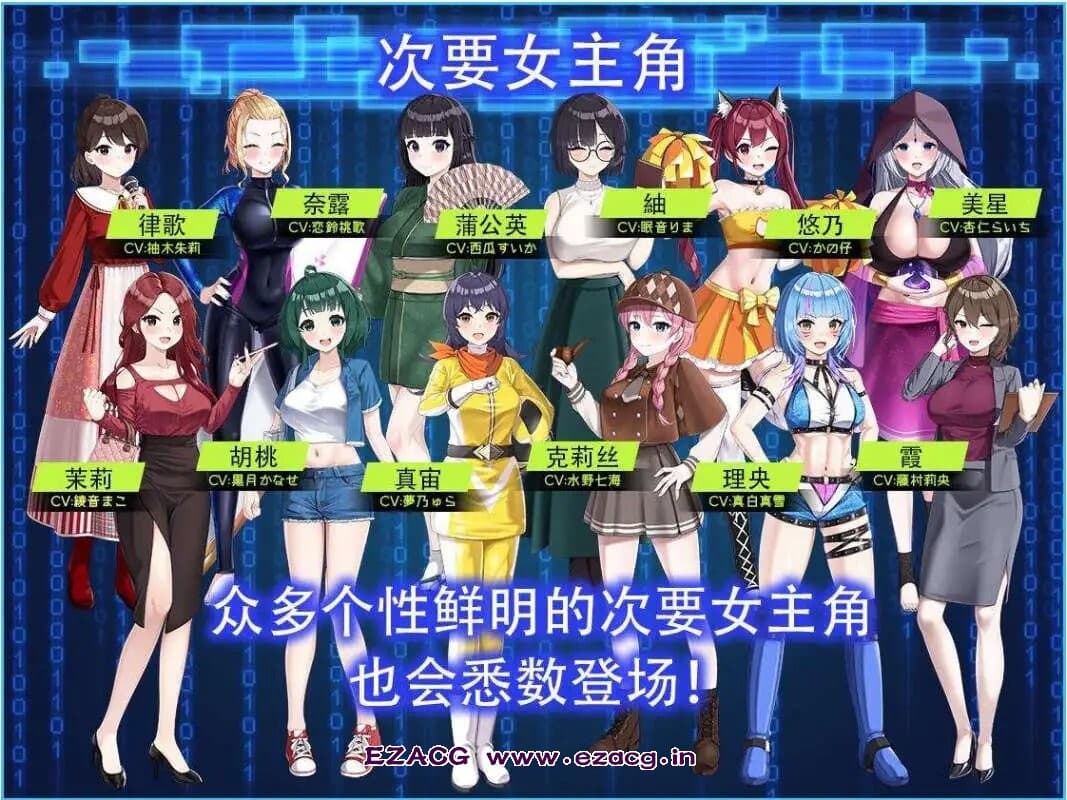 次要女主角
律歌
CV:柚木朱莉
奈露
CV:恋鈴桃歌
蒲公英
CV:西瓜すいか
紬
CV:眠音りま
悠乃
CV:かの仔
美星
CV:杏仁らいち
茉莉
CV:綾音まこ
胡桃
CV:風月かなせ
真宙
CV:夢乃ゅら
克莉丝
CV:水野七海
理央
CV:真白真雪
霞
CV:藤村莉央
众多个性鲜明的次要女主角
也会悉数登场!
EZACG www.ezacg.in